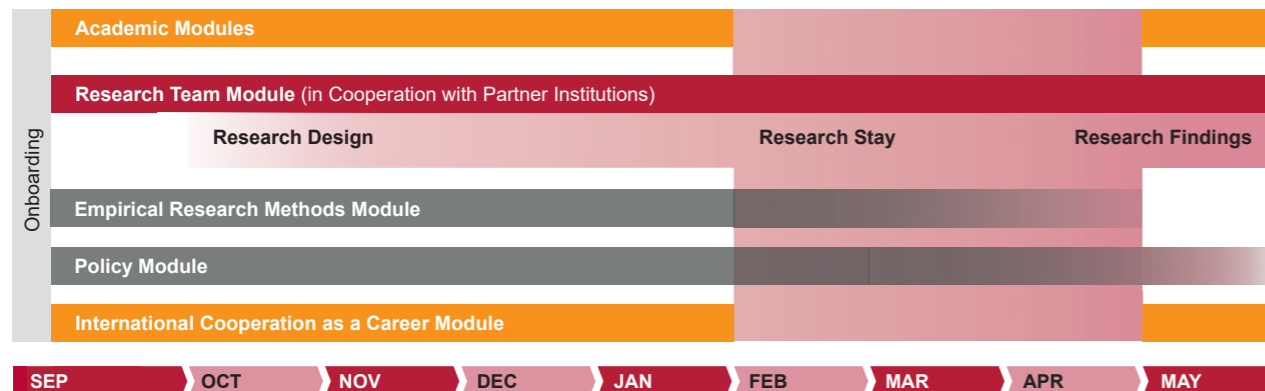 Onboarding
Academic Modules
Research Team Module (in Cooperation with Partner Institutions)
Research Design
Research Stay
Research Findings
Empirical Research Methods Module
Policy Module
International Cooperation as a Career Module
SEP OCT NOV DEC JAN FEB MAR APR MAY